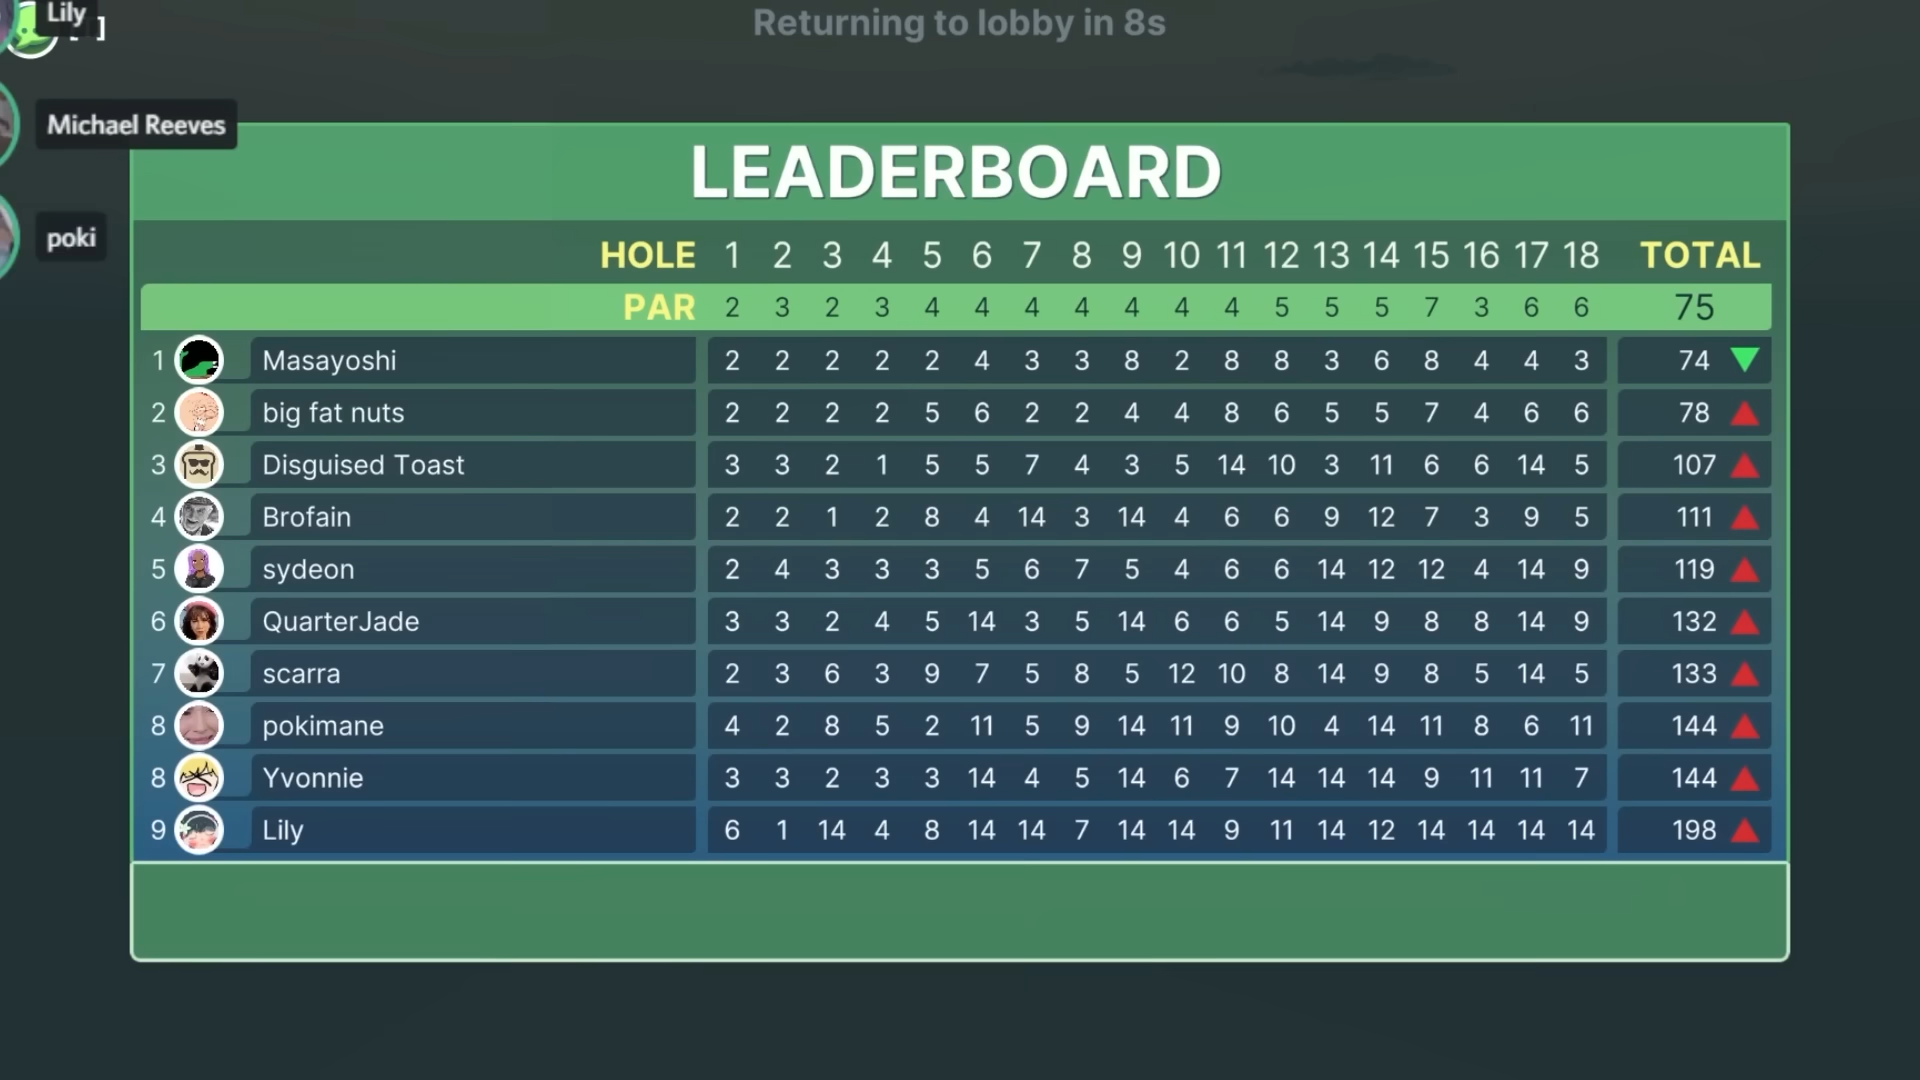 Lily
]
Returning to lobby in 8s
Michael Reeves
poki
LEADERBOARD
HOLE 1 2 3 4 5 6 7 8 9 10 11 12 13 14 15 16 17 18 TOTAL
PAR 2 3 2 3 4 4 4 4 4 4 4 5 5 5 7 3 6 6 75
1 Masayoshi 2 2 2 2 2 4 3 3 8 2 8 8 3 6 8 4 4 3 74
2 big fat nuts 2 2 2 2 5 6 2 2 4 4 8 6 5 5 7 4 6 6 78
3 Disguised Toast 3 3 2 1 5 5 7 4 3 5 14 10 3 11 6 6 14 5 107
4 Brofain 2 2 1 2 8 4 14 3 14 4 6 6 9 12 7 3 9 5 111
5 sydeon 2 4 3 3 3 5 6 7 5 4 6 6 14 12 12 4 14 9 119
6 QuarterJade 3 3 2 4 5 14 3 5 14 6 6 5 14 9 8 8 14 9 132
7 scarra 2 3 6 3 9 7 5 8 5 12 10 8 14 9 8 5 14 5 133
8 pokimane 4 2 8 5 2 11 5 9 14 11 9 10 4 14 11 8 6 11 144
8 Yvonnie 3 3 2 3 3 14 4 5 14 6 7 14 14 14 9 11 11 7 144
9 Lily 6 1 14 4 8 14 14 7 14 14 9 11 14 12 14 14 14 14 198